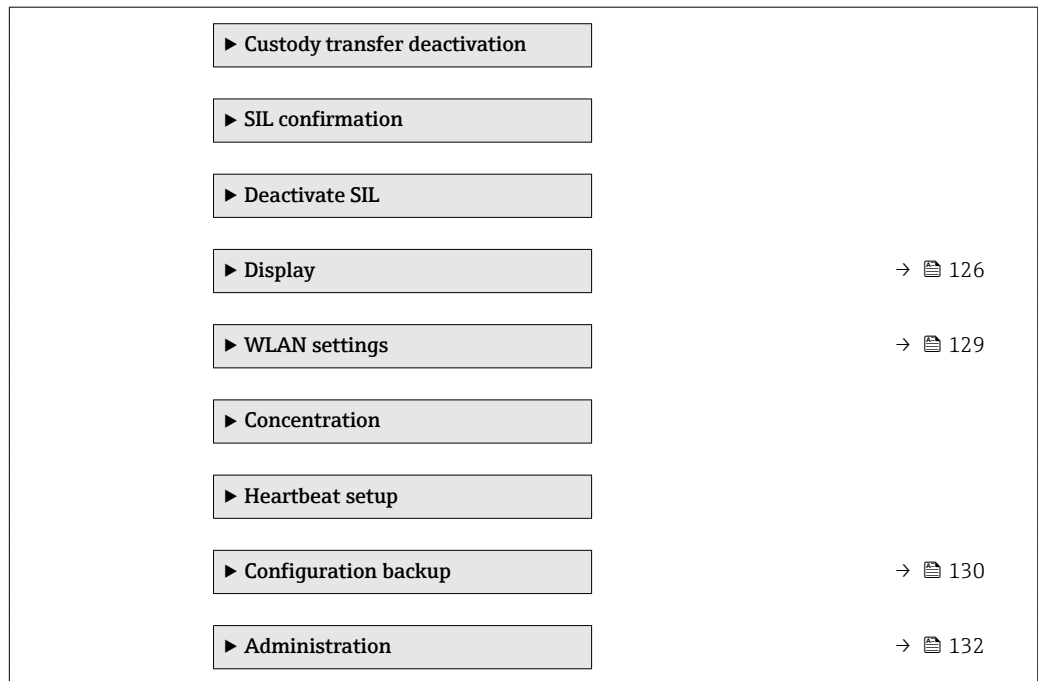 ► Custody transfer deactivation
► SIL confirmation
► Deactivate SIL
► Display → 126
► WLAN settings → 129
► Concentration
► Heartbeat setup
► Configuration backup → 130
► Administration → 132